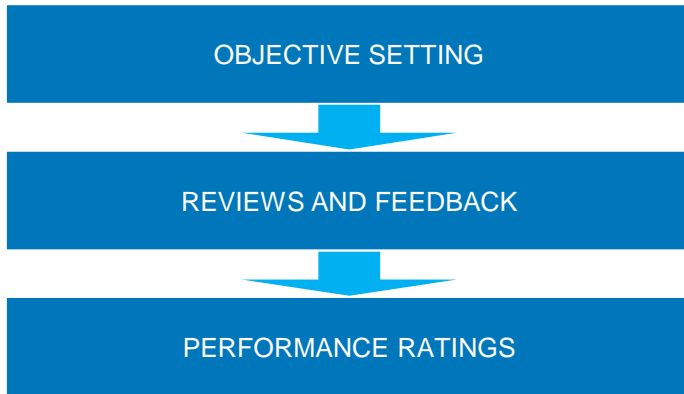 OBJECTIVE SETTING
REVIEWS AND FEEDBACK
PERFORMANCE RATINGS